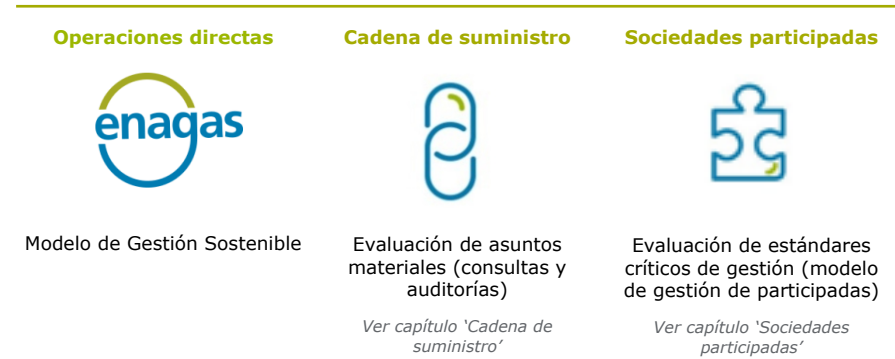 Operaciones directas
Cadena de suministro
Sociedades participadas
enagas
Modelo de Gestión Sostenible
Evaluación de asuntos
materiales (consultas y
auditorías)
Ver capítulo ‘Cadena de
suministro’
Evaluación de estándares
críticos de gestión (modelo
de gestión de participadas)
Ver capítulo ‘Sociedades
participadas’